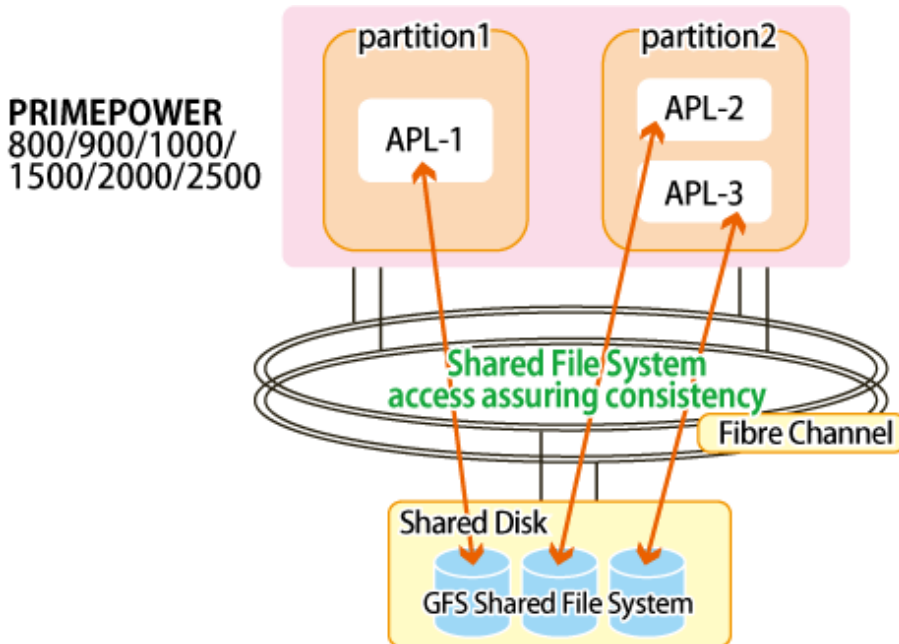 partition1
partition2
PRIMEPOWER
800/900/1000/
1500/2000/2500
APL-1
APL-2
APL-3
Shared File System
access assuring consistency
Fibre Channel
Shared Disk
GFS Shared File System